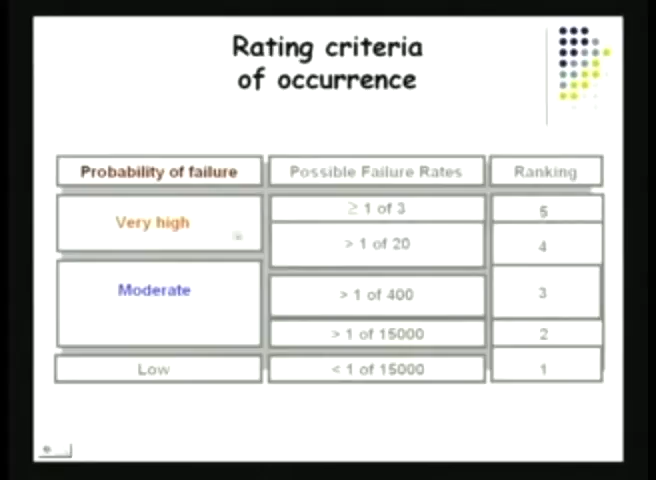 Rating criteria
of occurrence
Probability of failure Possible Failure Rates Ranking
Very high ≥ 1 of 3 5
> 1 of 20 4
Moderate > 1 of 400 3
> 1 of 15000 2
Low < 1 of 15000 1